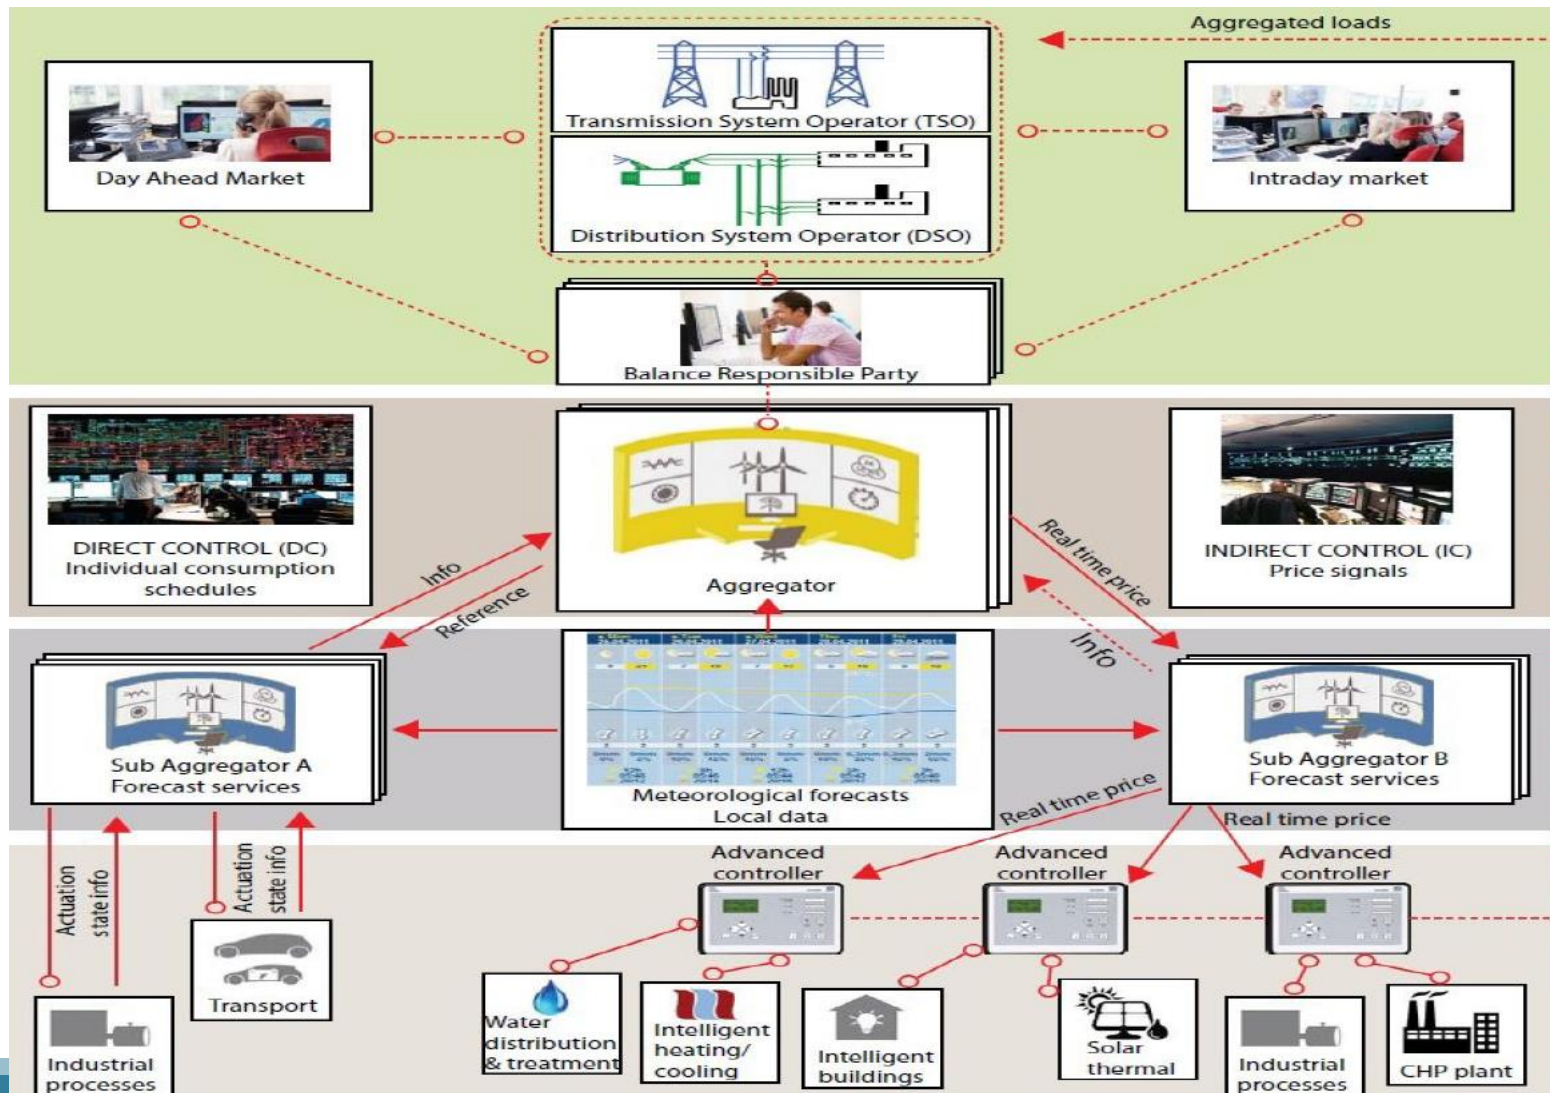 Aggregated loads
Transmission System Operator (TSO)
Day Ahead Market
Intraday market
Distribution System Operator (DSO)
Balance Responsible Party
DIRECT CONTROL (DC)
Individual consumption
schedules
Info
Reference
Aggregator
Real time price
Info
INDIRECT CONTROL (IC)
Price signals
Sub Aggregator A
Forecast services
Meteorological forecasts
Local data
Sub Aggregator B
Forecast services
Real time price
Real time price
Actuation
state info
Actuation
state info
Advanced
controller
Advanced
controller
Advanced
controller
Transport
Industrial
processes
Water
distribution
& treatment
Intelligent
heating/
cooling
Intelligent
buildings
Solar
thermal
Industrial
processes
CHP plant